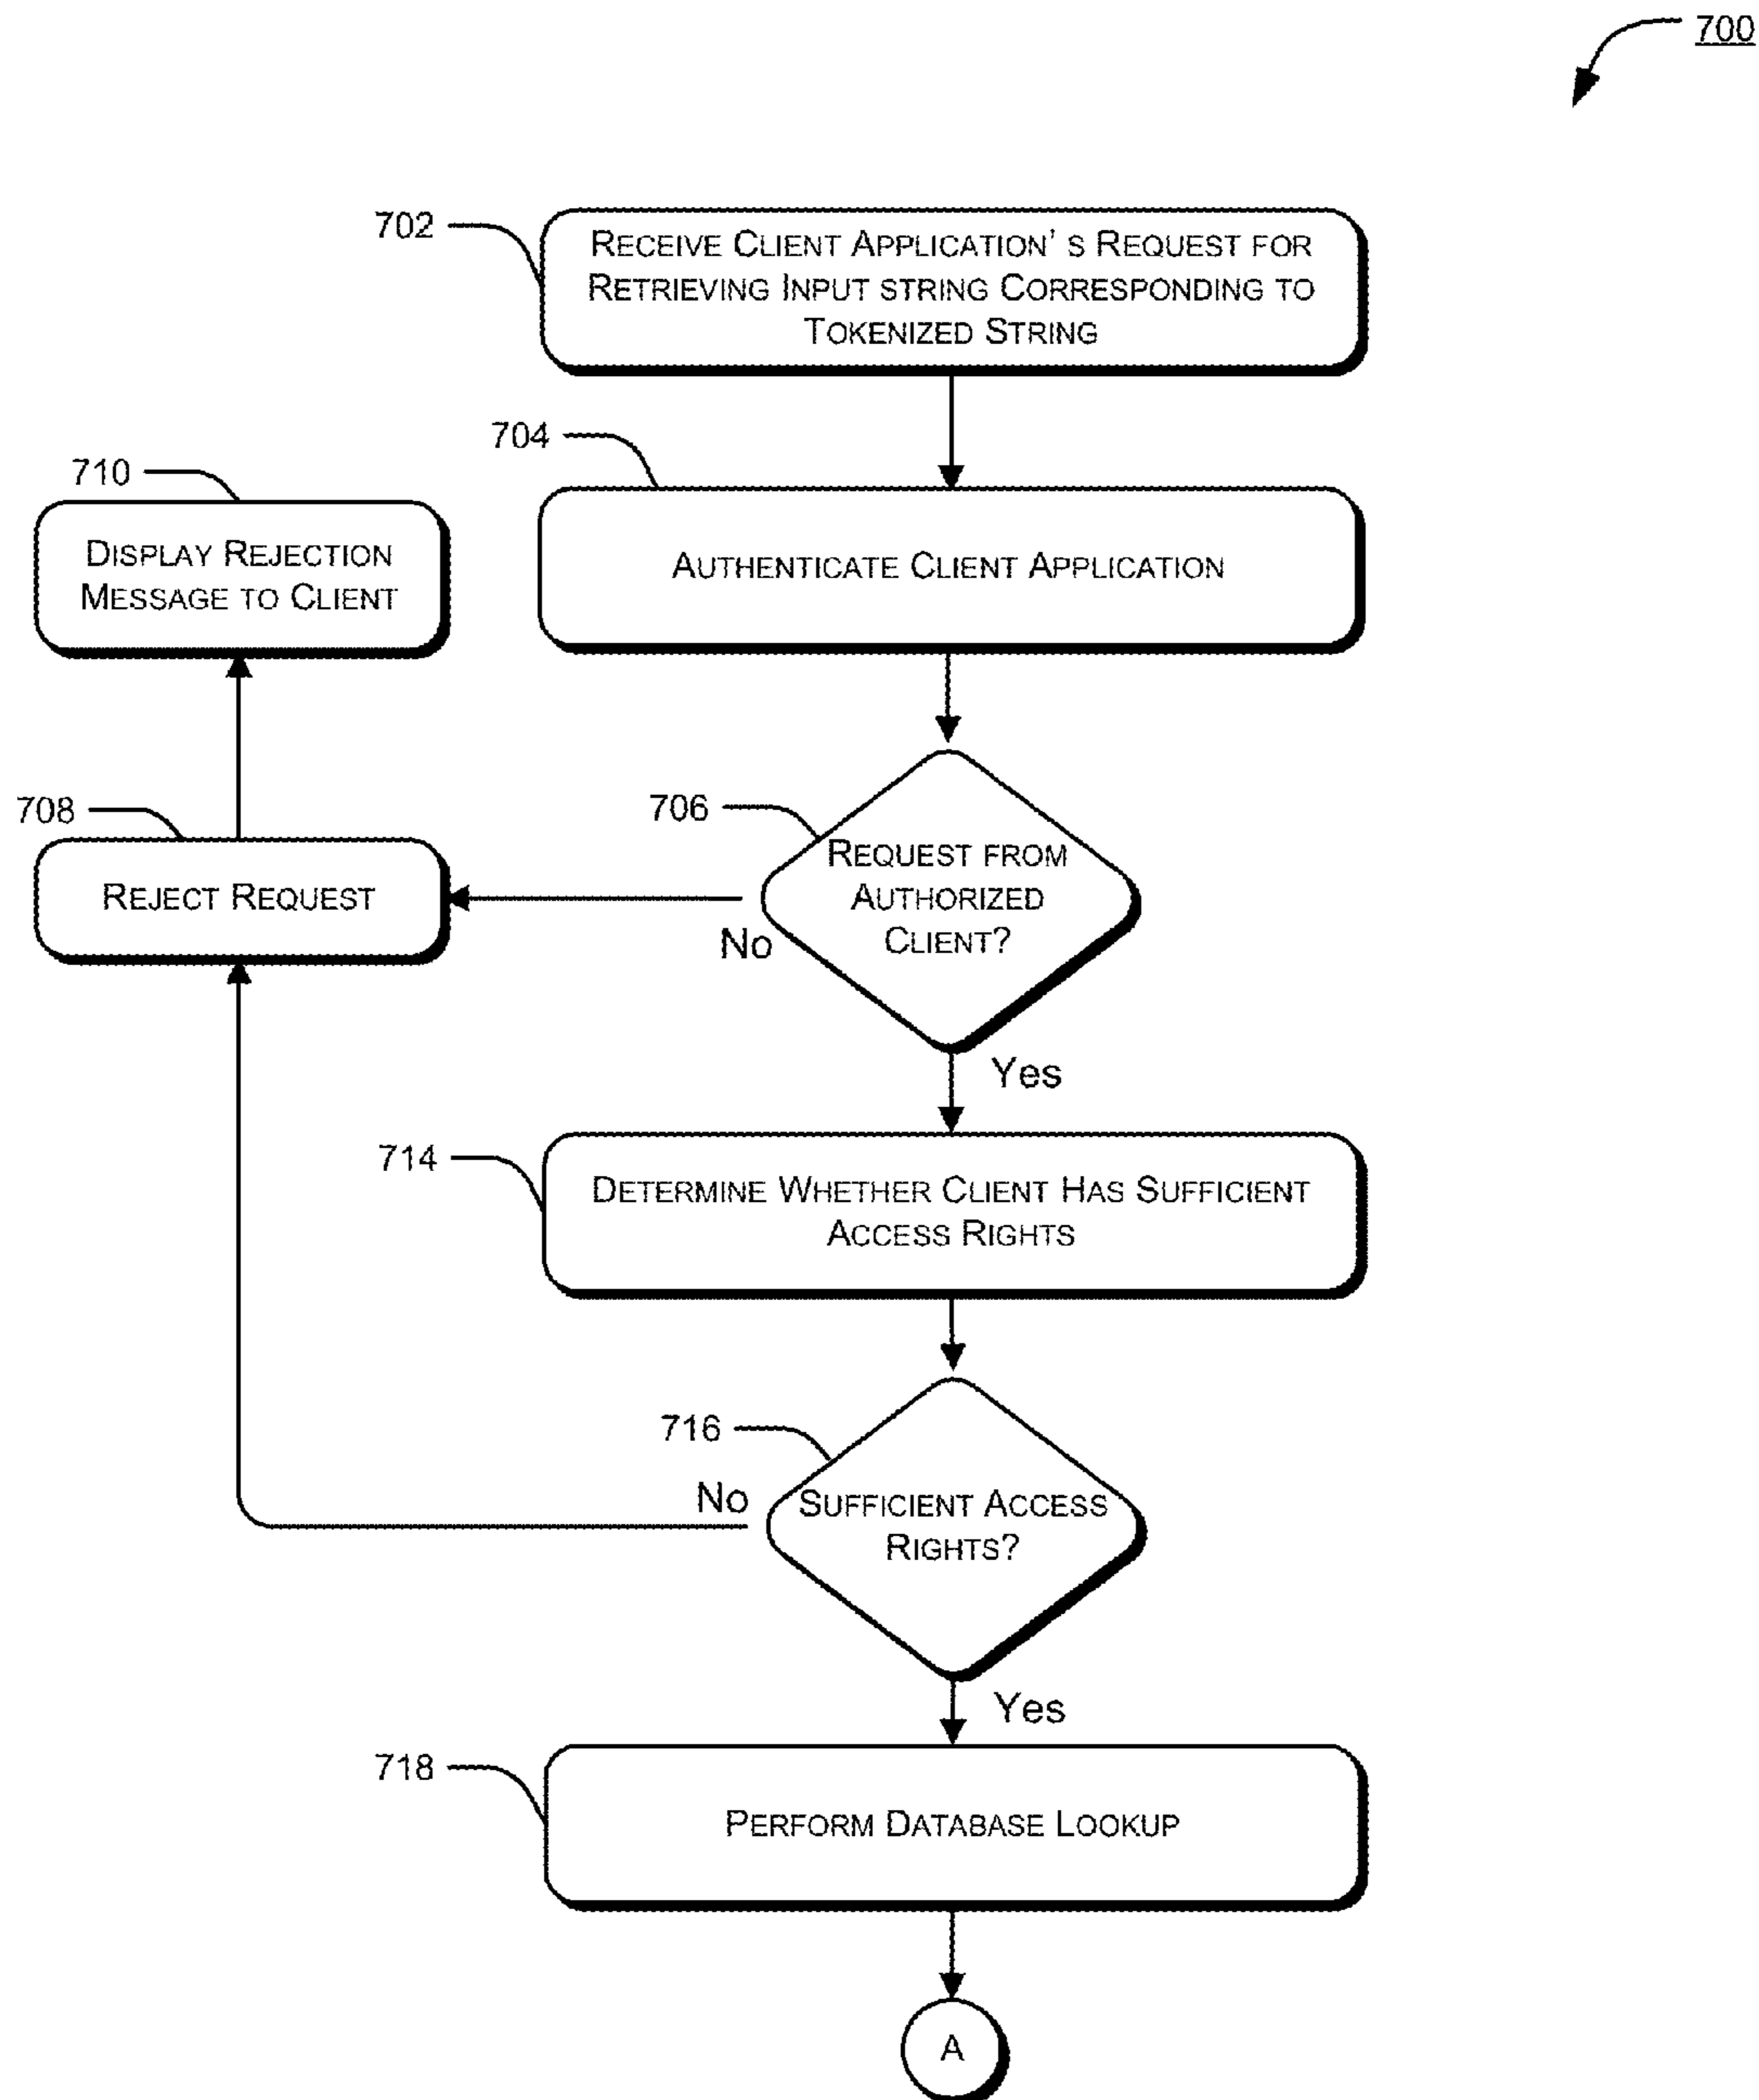 700
702
RECEIVE CLIENT APPLICATION'S REQUEST FOR
RETRIEVING INPUT STRING CORRESPONDING TO
TOKENIZED STRING
704
AUTHENTICATE CLIENT APPLICATION
710
DISPLAY REJECTION
MESSAGE TO CLIENT
706
REQUEST FROM
AUTHORIZED
CLIENT?
708
REJECT REQUEST
No
Yes
714
DETERMINE WHETHER CLIENT HAS SUFFICIENT
ACCESS RIGHTS
716
SUFFICIENT ACCESS
RIGHTS?
No
Yes
718
PERFORM DATABASE LOOKUP
A